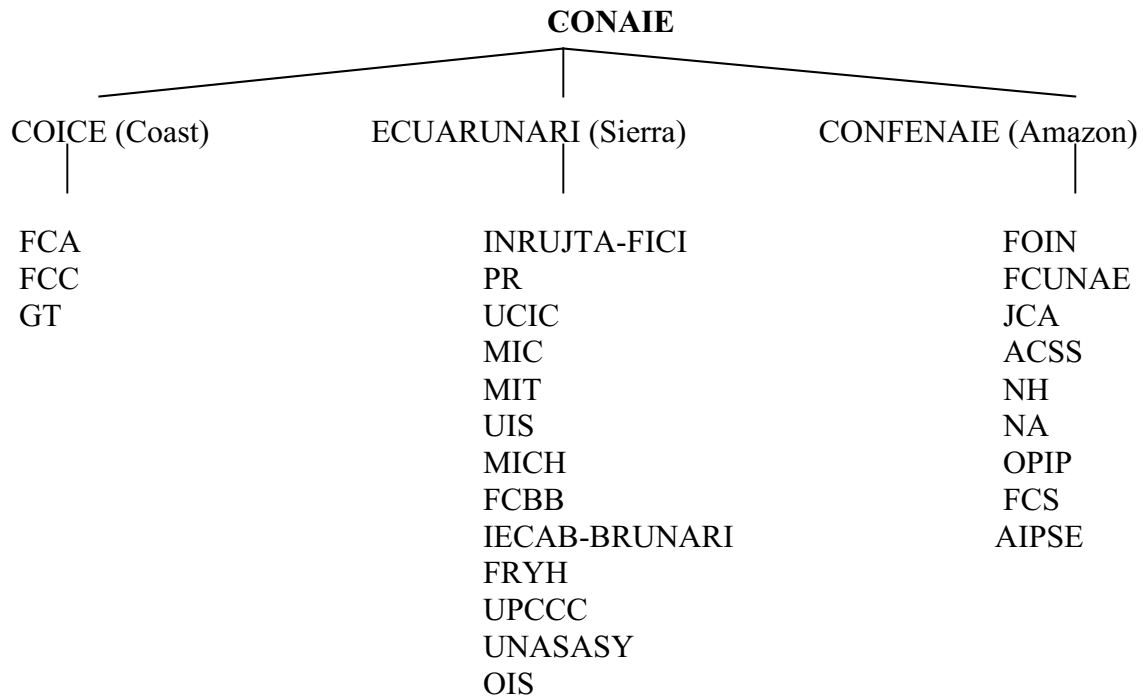 CONAIE
COICE (Coast) ECUARUNARI (Sierra) CONFENAIE (Amazon)
FCA INRUJTA-FICI FOIN
FCC PR FCUNAE
GT UCIC JCA
MIC ACSS
MIT NH
UIS NA
MICH OPIP
FCBB FCS
IECAB-BRUNARI AIPSE
FRYH
UPCCC
UNASASY
OIS